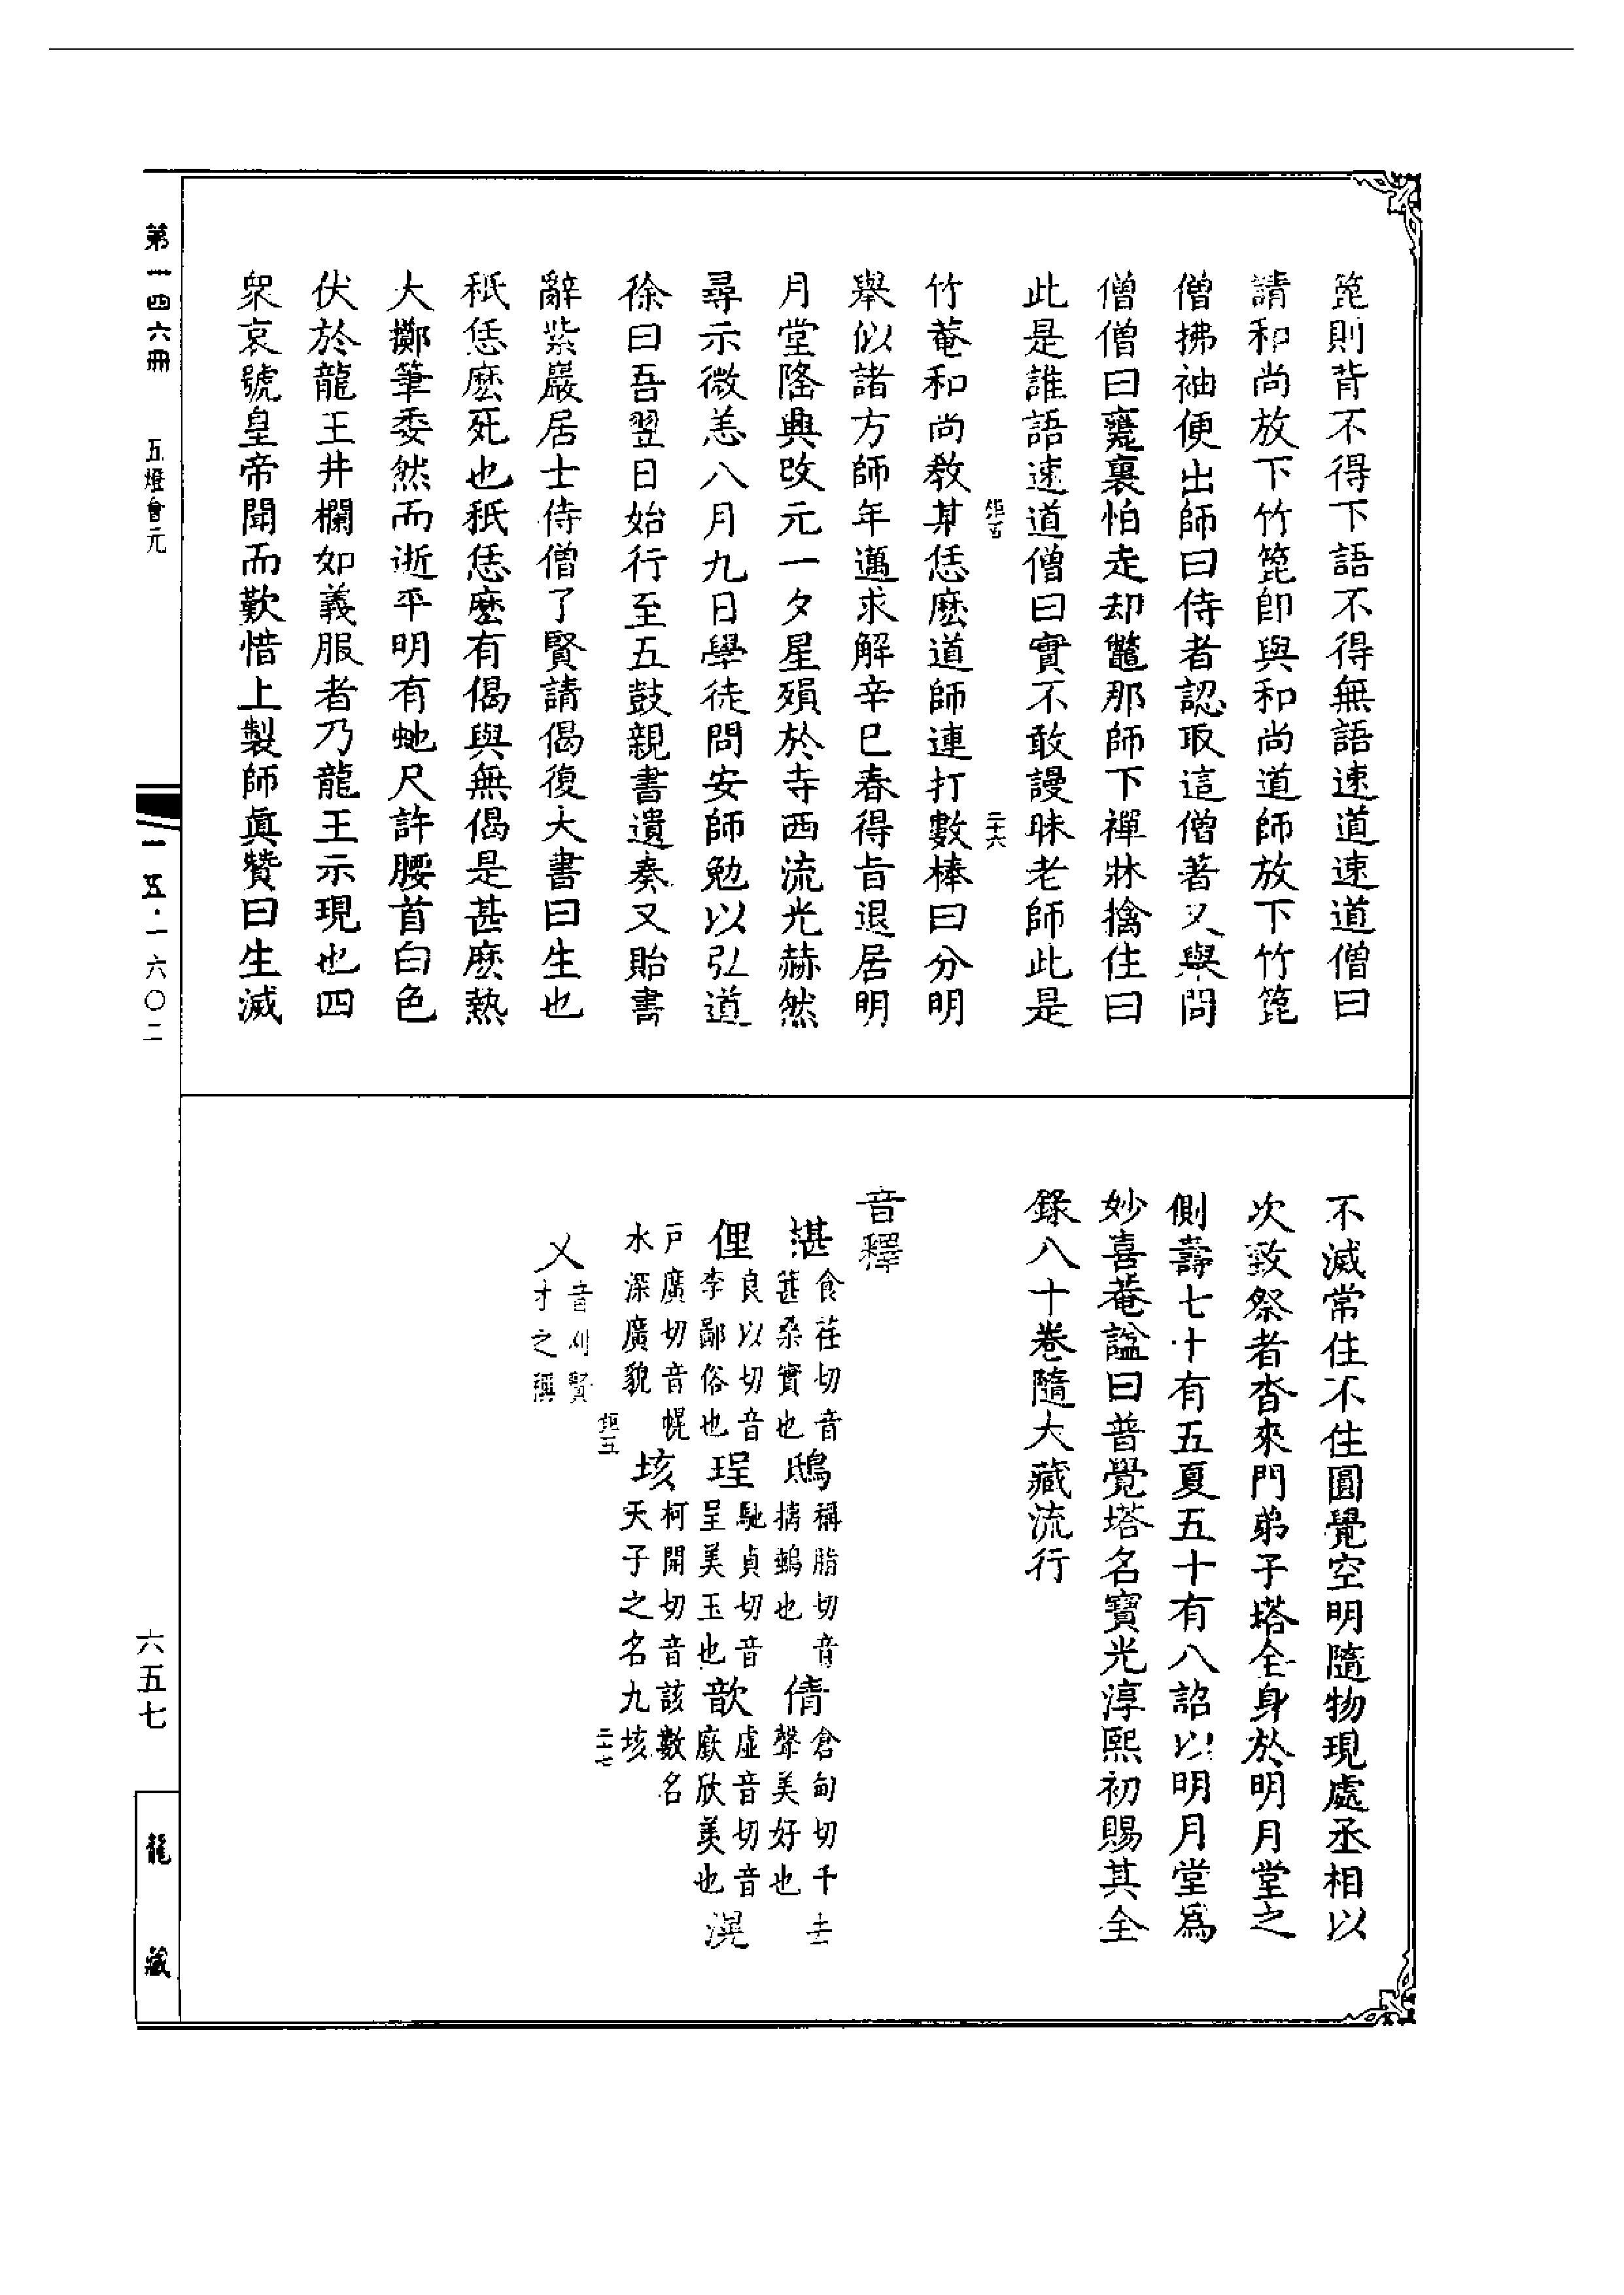 篦則背不得下語不得無語速道速道僧曰
請和尚放下竹篦卽與和尚道師放下竹篦
僧拂袖便出師曰侍者認取這僧著又舉問
僧僧曰甕裏怕走却鼈那師下禪牀擒住曰
此是誰語速道僧曰實不敢謾昧老師此是
竹菴和尚教某恁麽道師連打數棒曰分明
舉似諸方師年邁求解辛巳春得旨退居明
月堂隆興改元一夕星殞於寺西流光赫然
尋示微恙八月九日學徒問安師勉以弘道
徐曰吾翌日始行至五鼓親書遺奏又貽書
辭紫巖居士侍僧了賢請偈復大書曰生也
秖恁麽死也秖恁麽有偈與無偈是甚麽熱
大擲筆委然而逝平明有虵尺許腰首白色
伏於龍王井欄如義服者乃龍王示現也四
衆哀號皇帝聞而歎惜上製師眞贊曰生滅
不滅常住不住圓覺空明隨物現處丞相以
次致祭者沓來門弟子塔全身於明月堂之
側壽七十有五夏五十有八詔以明月堂爲
妙喜菴諡曰普覺塔名寶光淳熙初賜其全
錄八十卷隨大藏流行
音釋
椹食荏切音葚桑實也鴟稱脂切音摛鵄也倩倉甸切千去聲美好也
俚良以切音李鄙俗也珵馳貞切音呈美玉也歆虛音切音廞欣羨也滉
戶廣切音幌水深廣貌垓柯開切音該數名天子之名九垓
乂音刈賢才之稱
第一四六冊 五燈會元
一五·一六〇二
六五七
龍藏
二十六
二十七